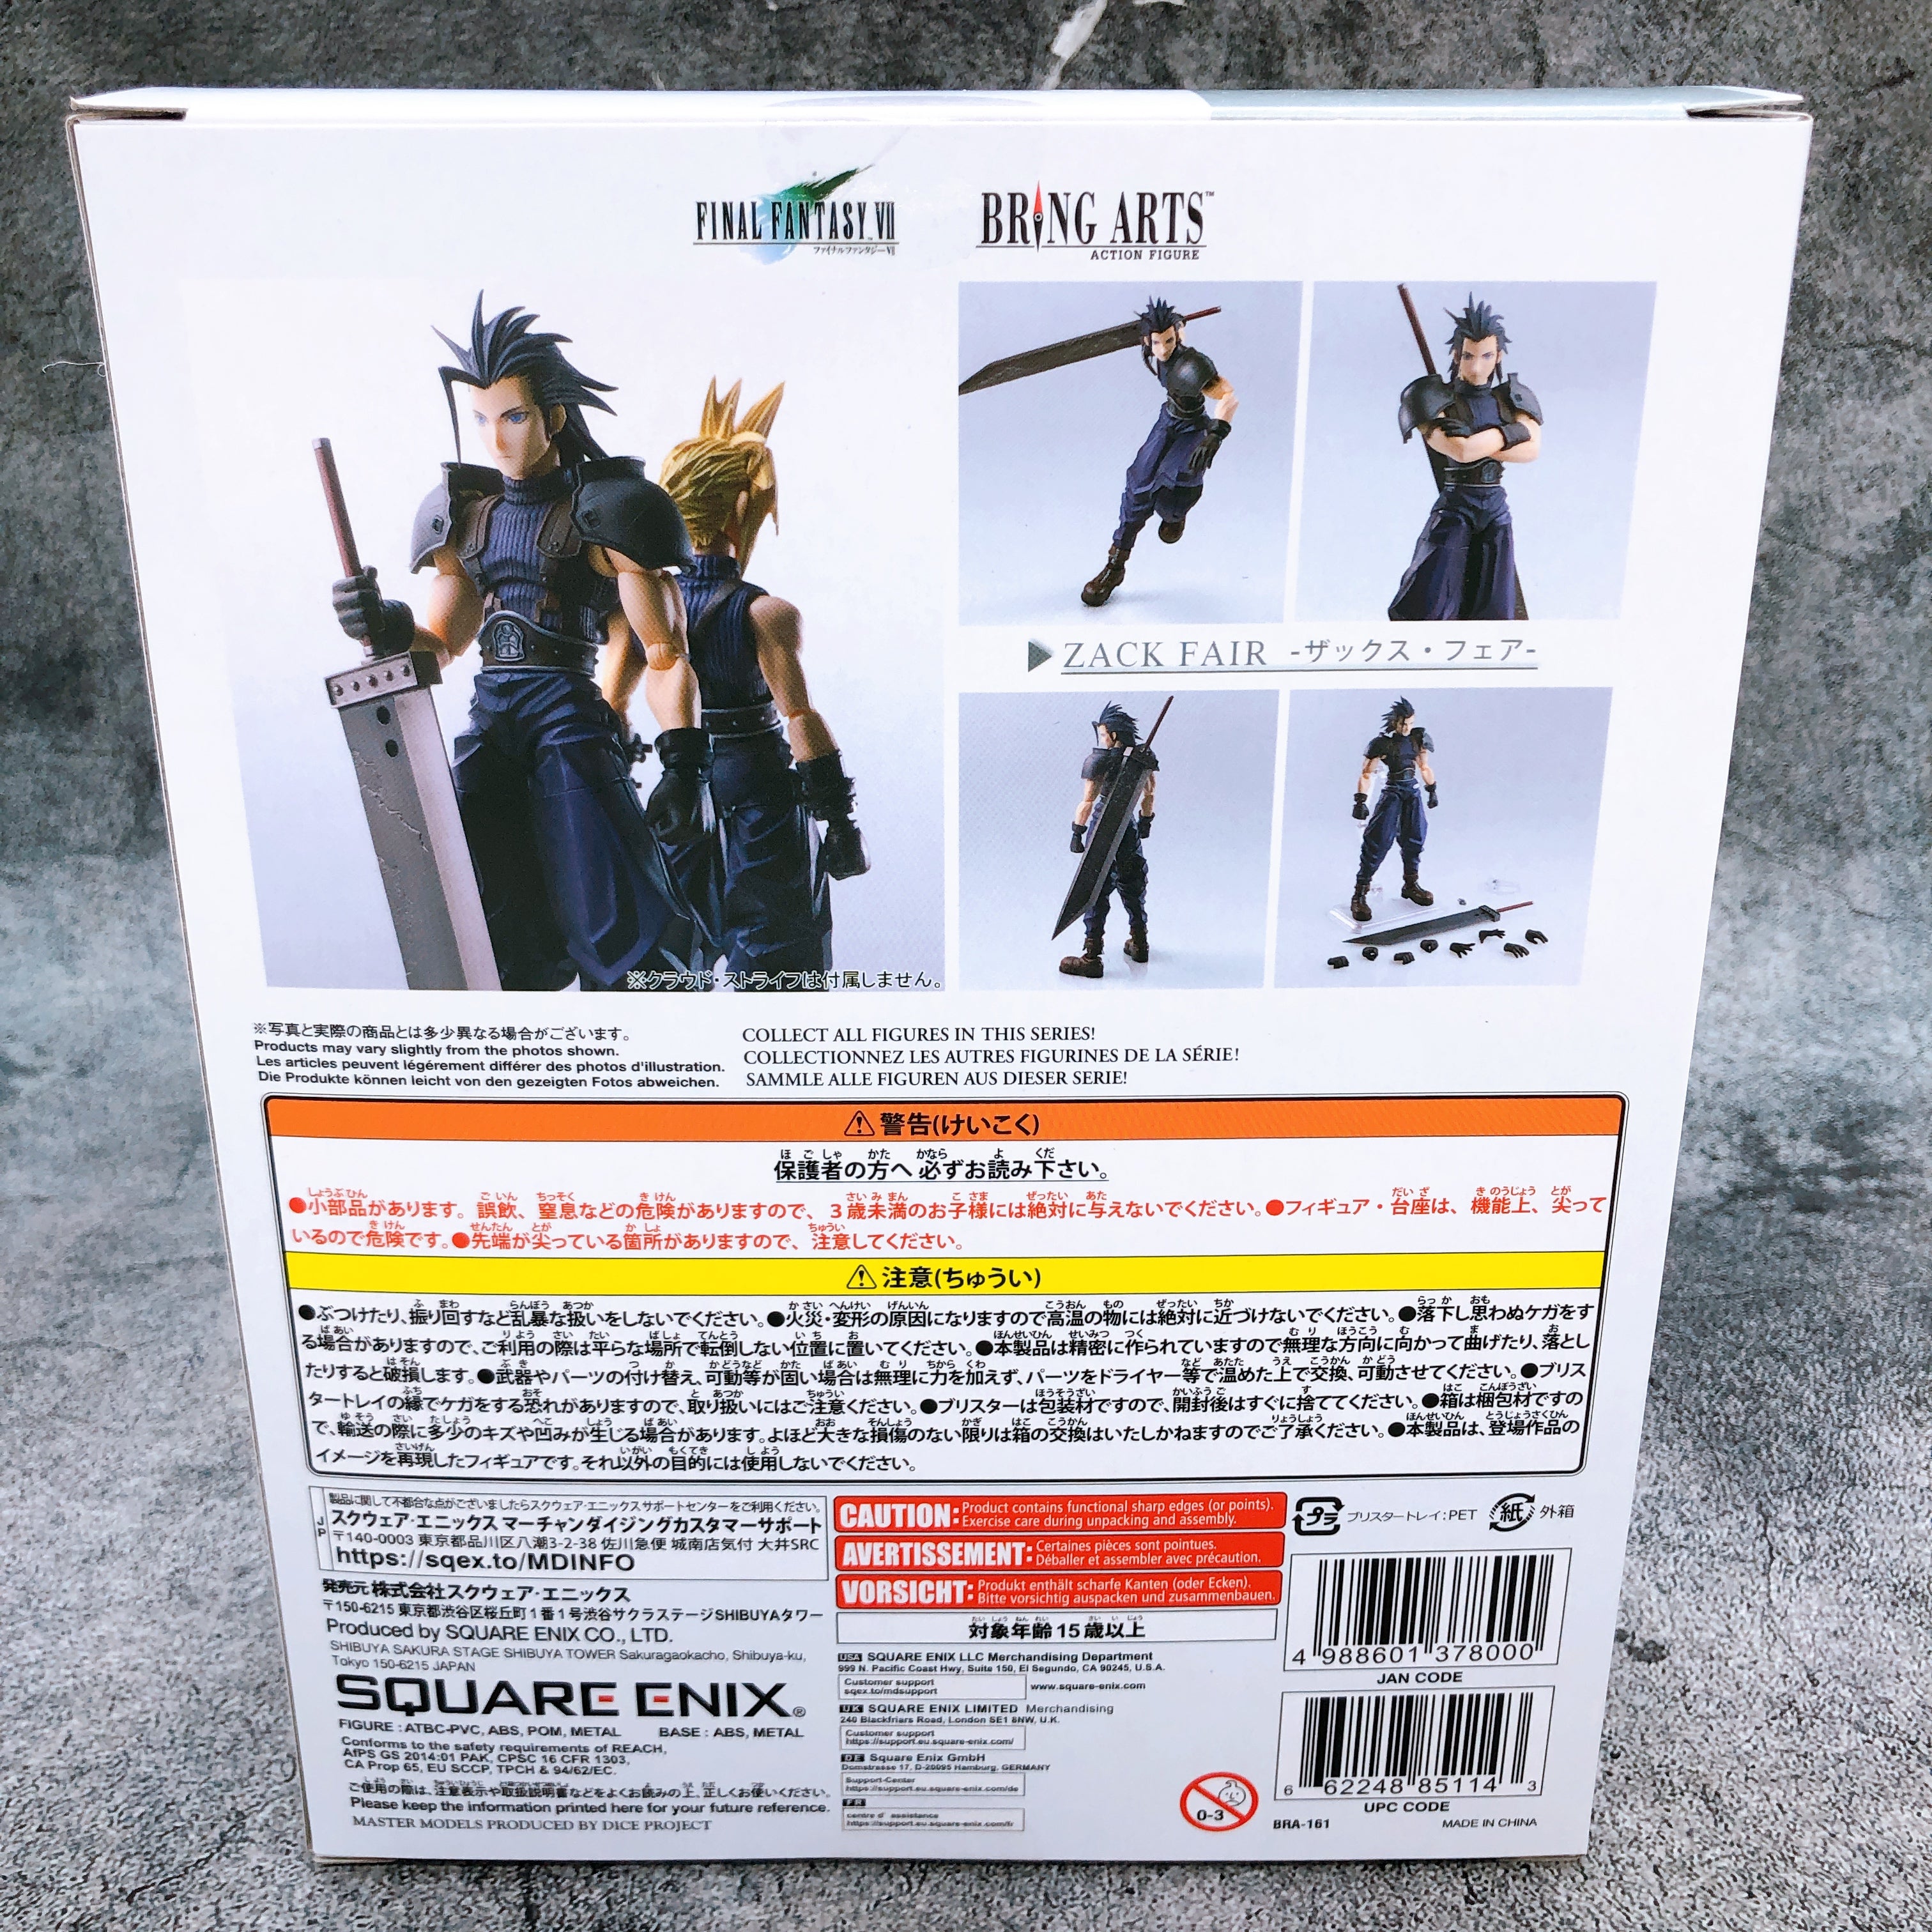 FINAL FANTASY VII
ファイナルファンタジーVII
BRING ARTS™
ACTION FIGURE
ZACK FAIR -ザックス・フェア-
※クラウド・ストライフは付属しません。
※写真と実際の商品とは多少異なる場合がございます。
Products may vary slightly from the photos shown.
Les articles peuvent légérement différer des photos d'illustration.
Die Produkte können leicht von den gezeigten Fotos abweichen.
COLLECT ALL FIGURES IN THIS SERIES!
COLLECTIONNEZ LES AUTRES FIGURINES DE LA SÉRIE!
SAMMLE ALLE FIGUREN AUS DIESER SERIE!
⚠警告(けいこく)
保護者の方へ 必ずお読み下さい。
●小部品があります。誤飲、窒息などの危険がありますので、3歳未満のお子様には絶対に与えないでください。●フィギュア・台座は、機能上、尖って
いるので危険です。●先端が尖っている箇所がありますので、注意してください。
⚠注意(ちゅうい)
●ぶつけたり、振り回すなど乱暴な扱いをしないでください。●火災・変形の原因になりますので高温の物には絶対に近づけないでください。●落下し思わぬケガをす
る場合がありますので、ご利用の際は平らな場所で転倒しない位置に置いてください。●本製品は精密に作られていますので無理な方向に向かって曲げたり、落とし
たりすると破損します。●武器やパーツの付け替え、可動等が固い場合は無理に力を加えず、パーツをドライヤー等で温めた上で交換、可動させてください。●ブリス
タートレイの縁でケガをする恐れがありますので、取り扱いにはご注意ください。●ブリスターは包装材ですので、開封後はすぐに捨ててください。●箱は梱包材ですの
で、輸送の際に多少のキズや凹みが生じる場合があります。よほど大きな損傷のない限りは箱の交換はいたしかねますのでご了承ください。●本製品は、登場作品の
イメージを再現したフィギュアです。それ以外の目的には使用しないでください。
JP
製品に関して不都合な点がございましたらスクウェア・エニックスサポートセンターをご利用ください。
スクウェア・エニックス マーチャンダイジングカスタマーサポート
〒140-0003 東京都品川区八潮3-2-38 佐川急便 城南店気付 大井SRC
https://sqex.to/MDINFO
発売元 株式会社スクウェア・エニックス
〒150-6215 東京都渋谷区桜丘町1番1号渋谷サクラステージSHIBUYAタワー
Produced by SQUARE ENIX CO., LTD.
SHIBUYA SAKURA STAGE SHIBUYA TOWER Sakuragaokacho, Shibuya-ku,
Tokyo 150-6215 JAPAN
SQUARE ENIX®
FIGURE : ATBC-PVC, ABS, POM, METAL BASE : ABS, METAL
Conforms to the safety requirements of REACH,
AfPS GS 2014:01 PAK, CPSC 16 CFR 1303,
CA Prop 65, EU SCCP, TPCH & 94/62/EC.
ご使用の際は、注意表示や取扱説明書などをよくお読みの上、正しくお使いください。
Please keep the information printed here for your future reference.
MASTER MODELS PRODUCED BY DICE PROJECT
CAUTION: Product contains functional sharp edges (or points).
Exercise care during unpacking and assembly.
AVERTISSEMENT: Certaines pièces sont pointues.
Déballer et assembler avec précaution.
VORSICHT: Produkt enthält scharfe Kanten (oder Ecken).
Bitte vorsichtig auspacken und zusammenbauen.
対象年齢15歳以上
USA SQUARE ENIX LLC Merchandising Department
999 N. Pacific Coast Hwy, Suite 150, El Segundo, CA 90245, U.S.A.
Customer support
sqex.to/mdsupport
www.square-enix.com
UK SQUARE ENIX LIMITED Merchandising
240 Blackfriars Road, London SE1 8NW, U.K.
Customer support
https://support.eu.square-enix.com/
DE Square Enix GmbH
Domstrasse 17, D-20095 Hamburg, GERMANY
Support-Center
https://support.eu.square-enix.com/de
FR
centre d' assistance
https://support.eu.square-enix.com/fr
0-3
プラ ブリスタートレイ:PET 紙 外箱
4 988601 378000
JAN CODE
6 62248 85114 3
UPC CODE
BRA-161 MADE IN CHINA